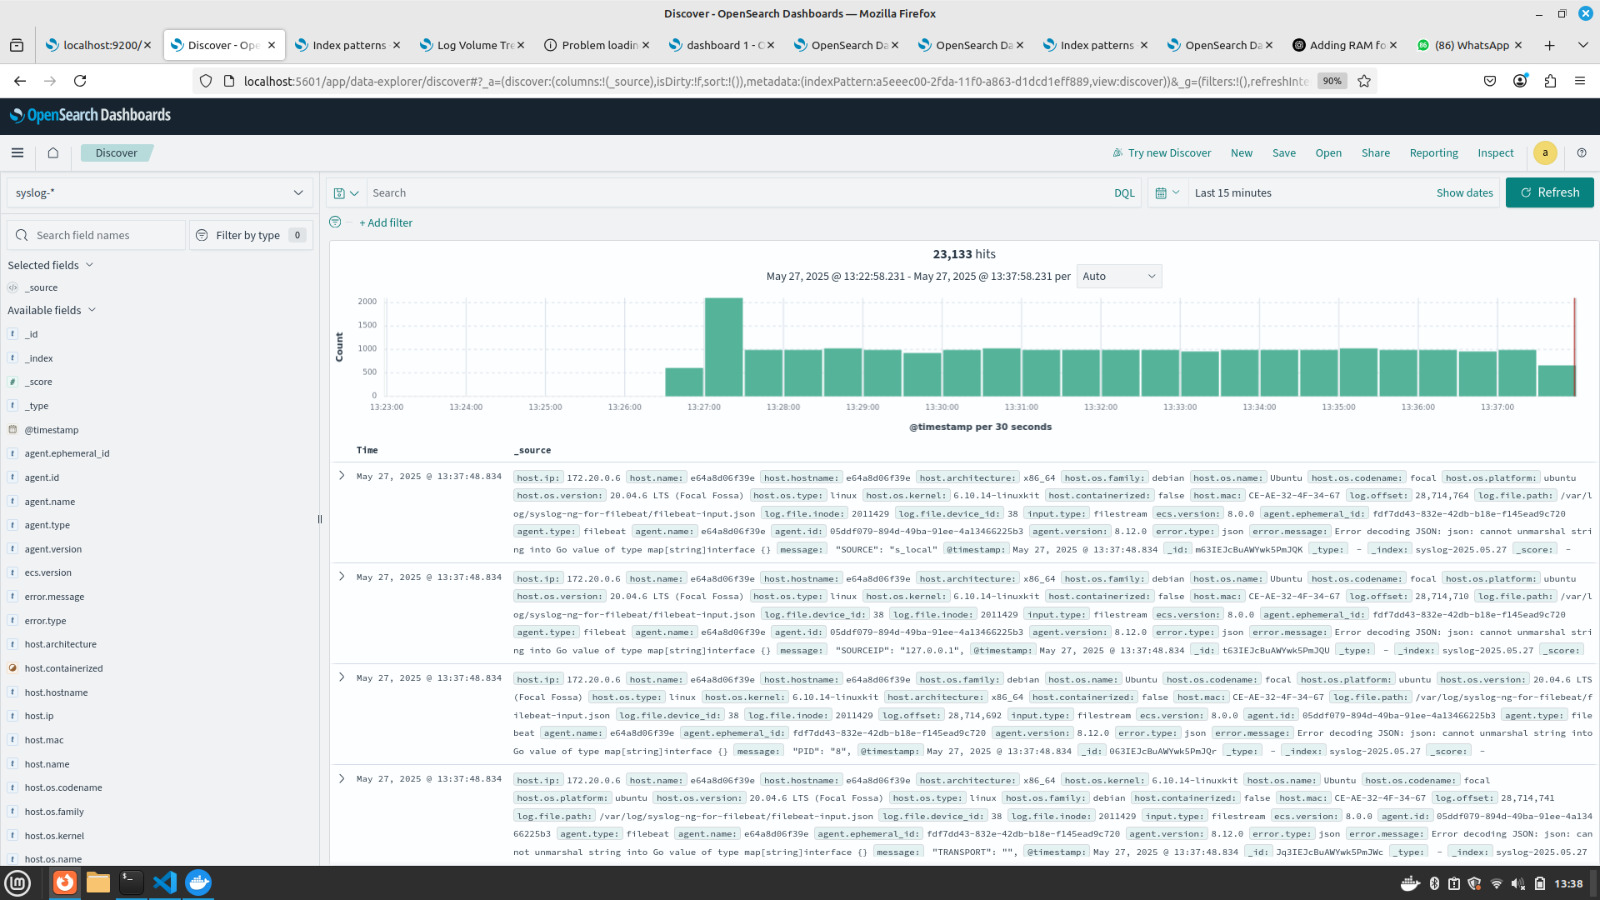 Discover - OpenSearch Dashboards — Mozilla Firefox
localhost:9200/
Discover - Ope
Index patterns
Log Volume Tre
Problem loadin
dashboard 1 - C
OpenSearch Da
OpenSearch Da
Index patterns
OpenSearch Da
Adding RAM fo
(86) WhatsApp
localhost:5601/app/data-explorer/discover#?_a=(discover:(columns:!(_source),isDirty:!f,sort:!()),metadata:(indexPattern:a5eeec00-2fda-11f0-a863-d1dcd1eff889,view:discover))&_g=(filters:!(),refreshInte
90%
OpenSearch Dashboards
Discover
Try new Discover
New
Save
Open
Share
Reporting
Inspect
a
syslog-*
Search
DQL
Last 15 minutes
Show dates
Refresh
+ Add filter
Search field names
Filter by type 0
Selected fields
_source
Available fields
t _id
t _index
# _score
t _type
@timestamp
t agent.ephemeral_id
t agent.id
t agent.name
t agent.type
t agent.version
t ecs.version
t error.message
t error.type
t host.architecture
host.containerized
t host.hostname
t host.ip
t host.mac
t host.name
t host.os.codename
t host.os.family
t host.os.kernel
t host.os.name
23,133 hits
May 27, 2025 @ 13:22:58.231 - May 27, 2025 @ 13:37:58.231 per Auto
Count
2000
1500
1000
500
0
13:23:00 13:24:00 13:25:00 13:26:00 13:27:00 13:28:00 13:29:00 13:30:00 13:31:00 13:32:00 13:33:00 13:34:00 13:35:00 13:36:00 13:37:00
@timestamp per 30 seconds
Time _source
May 27, 2025 @ 13:37:48.834 host.ip: 172.20.0.6 host.name: e64a8d06f39e host.hostname: e64a8d06f39e host.architecture: x86_64 host.os.family: debian host.os.name: Ubuntu host.os.codename: focal host.os.platform: ubuntu
host.os.version: 20.04.6 LTS (Focal Fossa) host.os.type: linux host.os.kernel: 6.10.14-linuxkit host.containerized: false host.mac: CE-AE-32-4F-34-67 log.offset: 28,714,764 log.file.path: /var/l
og/syslog-ng-for-filebeat/filebeat-input.json log.file.inode: 2011429 log.file.device_id: 38 input.type: filestream ecs.version: 8.0.0 agent.ephemeral_id: fdf7dd43-832e-42db-b18e-f145ead9c720
agent.type: filebeat agent.name: e64a8d06f39e agent.id: 05ddf079-894d-49ba-91ee-4a13466225b3 agent.version: 8.12.0 error.type: json error.message: Error decoding JSON: json: cannot unmarshal stri
ng into Go value of type map[string]interface {} message: "SOURCE": "s_local" @timestamp: May 27, 2025 @ 13:37:48.834 _id: m63IEJcBuAWYwk5PmJQK _type: - _index: syslog-2025.05.27 _score: -
May 27, 2025 @ 13:37:48.834 host.ip: 172.20.0.6 host.name: e64a8d06f39e host.hostname: e64a8d06f39e host.architecture: x86_64 host.os.family: debian host.os.name: Ubuntu host.os.codename: focal host.os.platform: ubuntu
host.os.version: 20.04.6 LTS (Focal Fossa) host.os.type: linux host.os.kernel: 6.10.14-linuxkit host.containerized: false host.mac: CE-AE-32-4F-34-67 log.offset: 28,714,710 log.file.path: /var/l
og/syslog-ng-for-filebeat/filebeat-input.json log.file.device_id: 38 log.file.inode: 2011429 input.type: filestream ecs.version: 8.0.0 agent.ephemeral_id: fdf7dd43-832e-42db-b18e-f145ead9c720
agent.type: filebeat agent.name: e64a8d06f39e agent.id: 05ddf079-894d-49ba-91ee-4a13466225b3 agent.version: 8.12.0 error.type: json error.message: Error decoding JSON: json: cannot unmarshal stri
ng into Go value of type map[string]interface {} message: "SOURCEIP": "127.0.0.1", @timestamp: May 27, 2025 @ 13:37:48.834 _id: t63IEJcBuAWYwk5PmJQU _type: - _index: syslog-2025.05.27 _score:
May 27, 2025 @ 13:37:48.834 host.ip: 172.20.0.6 host.name: e64a8d06f39e host.hostname: e64a8d06f39e host.os.family: debian host.os.name: Ubuntu host.os.codename: focal host.os.platform: ubuntu host.os.version: 20.04.6 LTS
(Focal Fossa) host.os.type: linux host.os.kernel: 6.10.14-linuxkit host.architecture: x86_64 host.containerized: false host.mac: CE-AE-32-4F-34-67 log.file.path: /var/log/syslog-ng-for-filebeat/f
ilebeat-input.json log.file.device_id: 38 log.file.inode: 2011429 log.offset: 28,714,692 input.type: filestream ecs.version: 8.0.0 agent.id: 05ddf079-894d-49ba-91ee-4a13466225b3 agent.type: file
beat agent.name: e64a8d06f39e agent.ephemeral_id: fdf7dd43-832e-42db-b18e-f145ead9c720 agent.version: 8.12.0 error.type: json error.message: Error decoding JSON: json: cannot unmarshal string into
Go value of type map[string]interface {} message: "PID": "8", @timestamp: May 27, 2025 @ 13:37:48.834 _id: 063IEJcBuAWYwk5PmJQr _type: - _index: syslog-2025.05.27 _score: -
May 27, 2025 @ 13:37:48.834 host.ip: 172.20.0.6 host.name: e64a8d06f39e host.hostname: e64a8d06f39e host.architecture: x86_64 host.os.kernel: 6.10.14-linuxkit host.os.name: Ubuntu host.os.codename: focal
host.os.platform: ubuntu host.os.version: 20.04.6 LTS (Focal Fossa) host.os.type: linux host.os.family: debian host.containerized: false host.mac: CE-AE-32-4F-34-67 log.offset: 28,714,741
log.file.path: /var/log/syslog-ng-for-filebeat/filebeat-input.json log.file.device_id: 38 log.file.inode: 2011429 input.type: filestream ecs.version: 8.0.0 agent.id: 05ddf079-894d-49ba-91ee-4a134
66225b3 agent.type: filebeat agent.name: e64a8d06f39e agent.ephemeral_id: fdf7dd43-832e-42db-b18e-f145ead9c720 agent.version: 8.12.0 error.type: json error.message: Error decoding JSON: json: can
not unmarshal string into Go value of type map[string]interface {} message: "TRANSPORT": "", @timestamp: May 27, 2025 @ 13:37:48.834 _id: Jq3IEJcBuAWYwk5PmJWc _type: - _index: syslog-2025.05.27
13:38